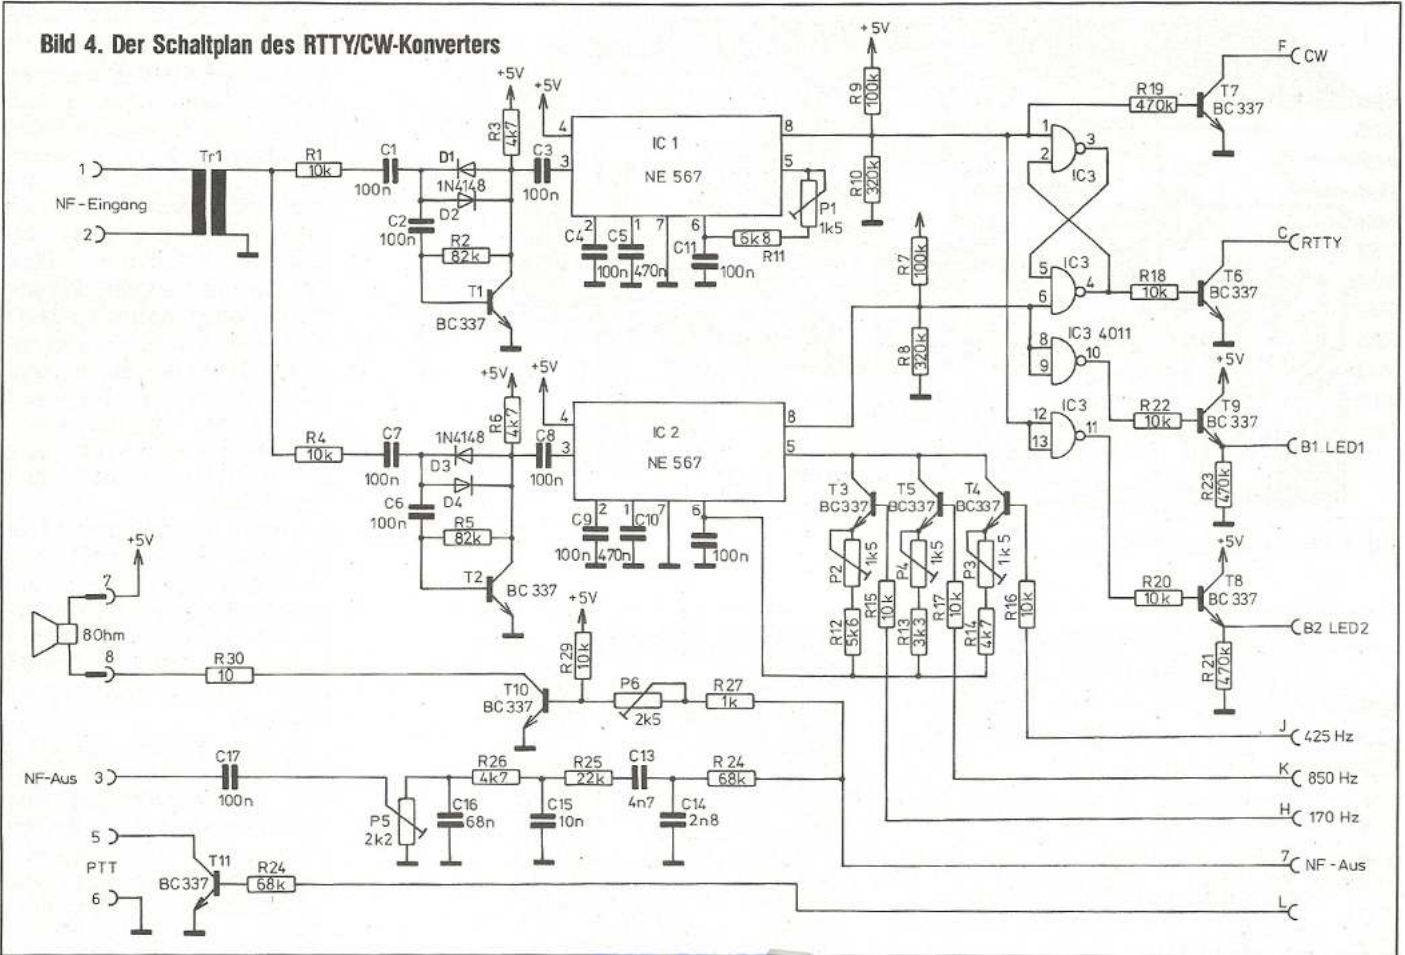 Bild 4. Der Schaltplan des RTTY/CW-Konverters
1
NF-Eingang
2
Tr1
R1
10k
C1
100n
D1
1N4148
D2
C2
100n
R2
82k
T1
BC337
+5V
R3
4k7
C3
100n
+5V
4
3
IC 1
NE 567
8
5
2
1
7
6
C4
100n
C5
470n
C11
100n
6k8
R11
P1
1k5
+5V
R9
100k
R10
320k
R7
100k
R8
320k
1
2
3
IC3
5
6
IC3
4
IC3 4011
8
9
10
IC3
12
13
11
R19
470k
T7
BC337
F
CW
R18
10k
T6
BC337
C
RTTY
+5V
R22
10k
T9
BC337
R23
470k
B1 LED1
+5V
R20
10k
T8
BC337
R21
470k
B2 LED2
R4
10k
C7
100n
1N4148
D3
D4
C6
100n
R5
82k
T2
BC337
+5V
R6
4k7
C8
100n
4
3
IC 2
NE 567
8
5
2
1
7
6
C9
100n
C10
470n
100n
T3
BC337
T5
BC337
T4
BC337
P2
1k5
P4
1k5
P3
1k5
R12
5k6
R15
10k
R13
3k3
R17
10k
R14
4k7
R16
10k
+5V
7
8Ohm
8
R30
10
T10
BC337
+5V
R29
10k
P6
2k5
R27
1k
J
425 Hz
K
850 Hz
H
170 Hz
7
NF-Aus
L
NF-Aus 3
C17
100n
P5
2k2
C16
68n
R26
4k7
C15
10n
R25
22k
C13
4n7
C14
2n8
R24
68k
5
PTT
6
T11
BC337
R24
68k